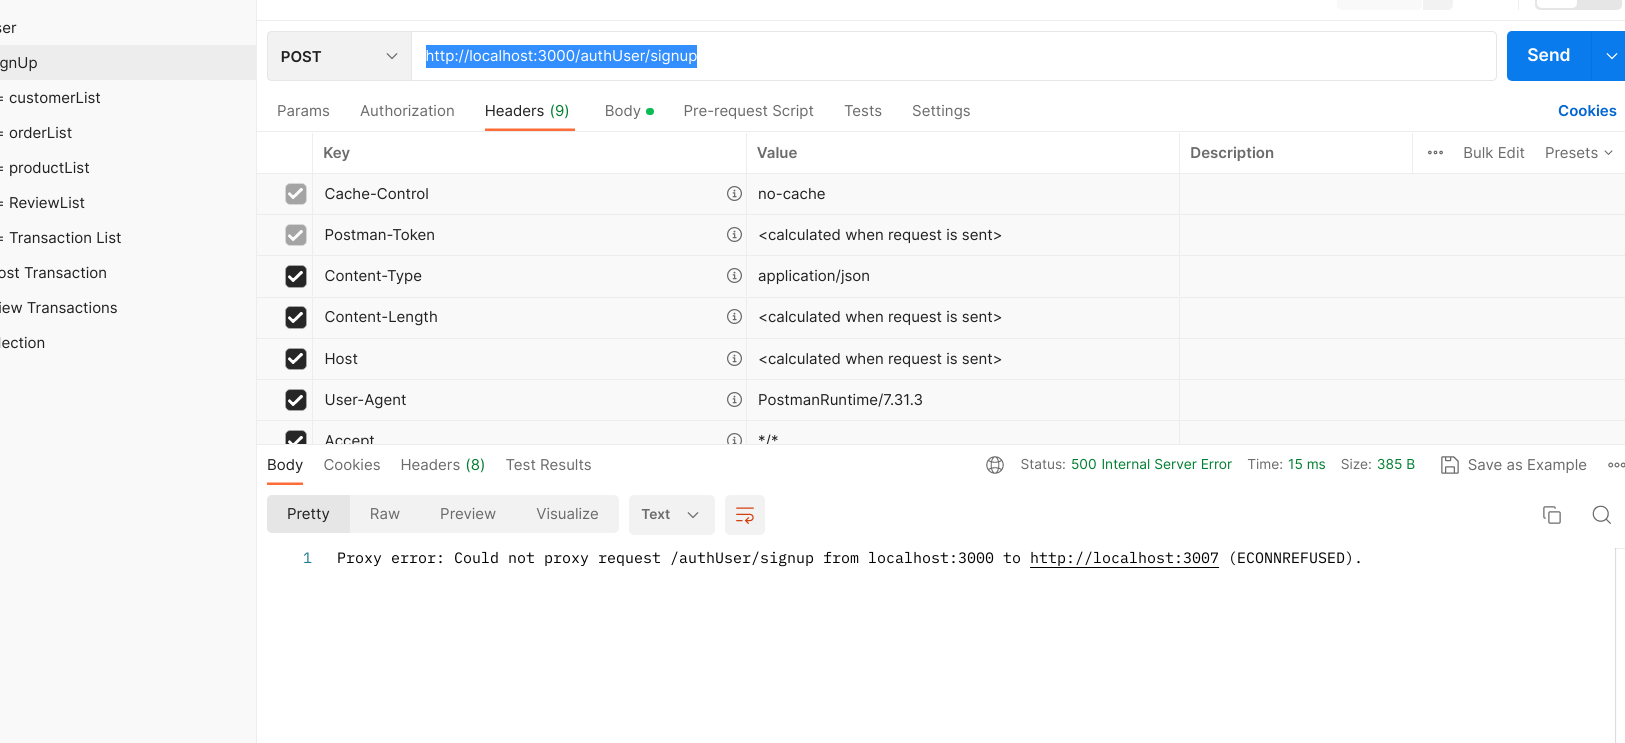 ser
POST
http://localhost:3000/authUser/signup
Send
gnUp
= customerList
= orderList
= productList
= ReviewList
= Transaction List
ost Transaction
iew Transactions
lection
Params Authorization Headers (9) Body Pre-request Script Tests Settings Cookies
Key Value Description Bulk Edit Presets
Cache-Control no-cache
Postman-Token <calculated when request is sent>
Content-Type application/json
Content-Length <calculated when request is sent>
Host <calculated when request is sent>
User-Agent PostmanRuntime/7.31.3
Accept */*
Body Cookies Headers (8) Test Results Status: 500 Internal Server Error Time: 15 ms Size: 385 B Save as Example
Pretty Raw Preview Visualize Text
1 Proxy error: Could not proxy request /authUser/signup from localhost:3000 to http://localhost:3007 (ECONNREFUSED).